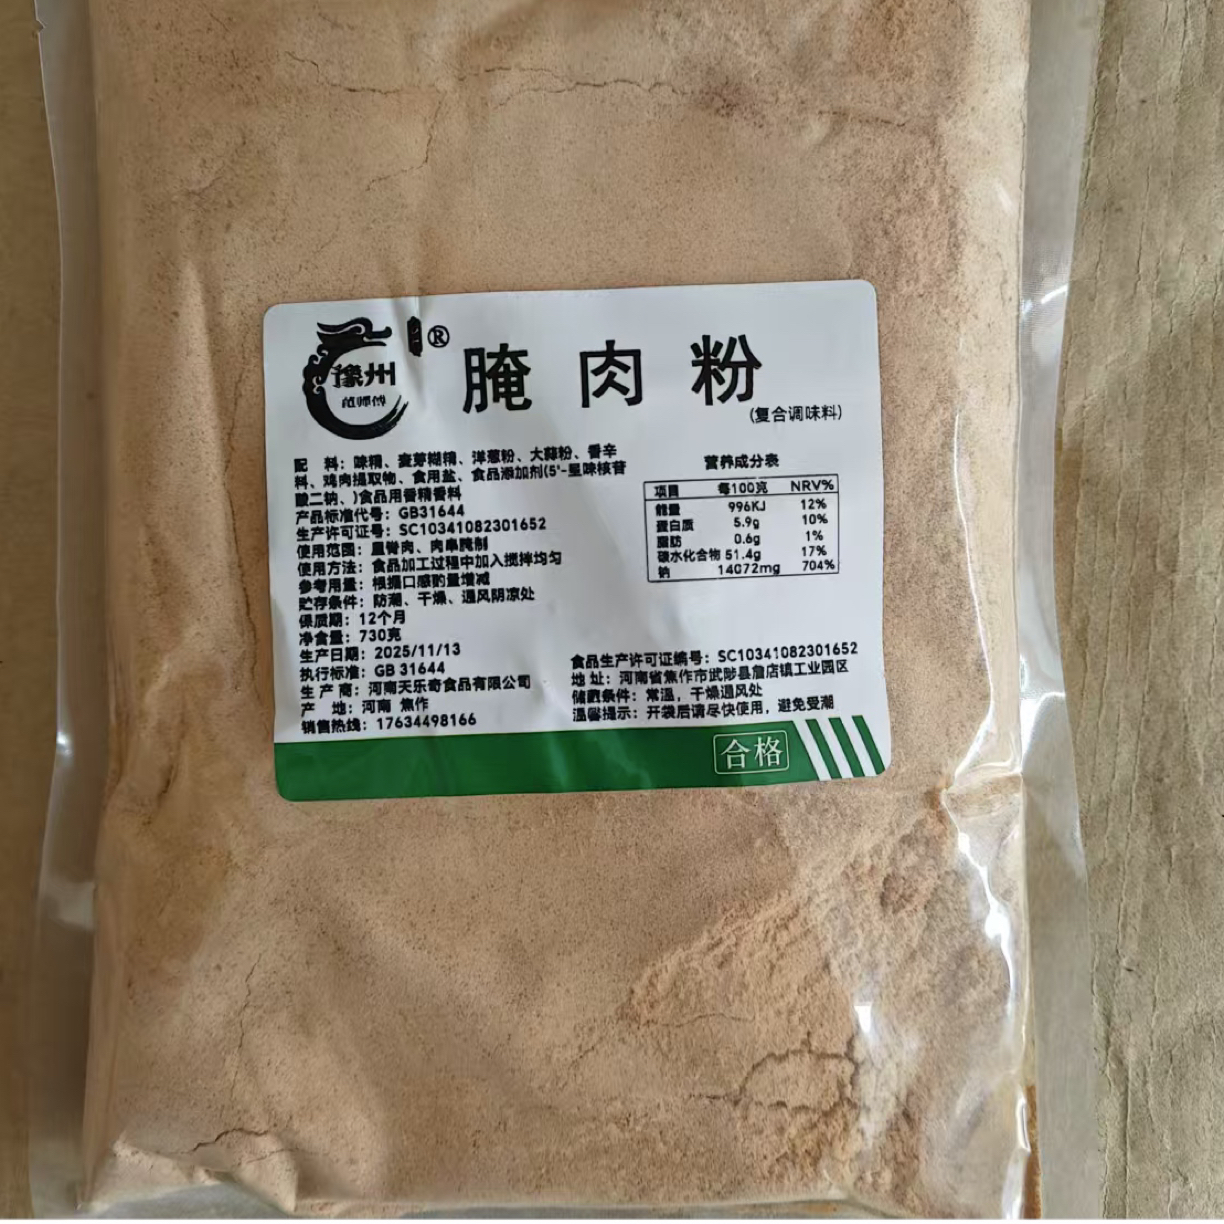 豫州
范师傅
®
腌肉粉
(复合调味料)
配 料：味精、麦芽糊精、洋葱粉、大蒜粉、香辛
料、鸡肉提取物、食用盐、食品添加剂(5'-呈味核苷
酸二钠、)食品用香精香料
产品标准代号：GB31644
生产许可证号：SC10341082301652
使用范围：里脊肉、肉串腌制
使用方法：食品加工过程中加入搅拌均匀
参考用量：根据口感酌量增减
贮存条件：防潮、干燥、通风阴凉处
保质期：12个月
净含量：730克
生产日期：2025/11/13
执行标准：GB 31644
生 产 商：河南天乐奇食品有限公司
产 地：河南 焦作
销售热线：17634498166
营养成分表
项目 每100克 NRV%
能量 996KJ 12%
蛋白质 5.9g 10%
脂肪 0.6g 1%
碳水化合物 51.4g 17%
钠 14072mg 704%
食品生产许可证编号：SC10341082301652
地 址：河南省焦作市武陟县詹店镇工业园区
储藏条件：常温，干燥通风处
温馨提示：开袋后请尽快使用，避免受潮
合格